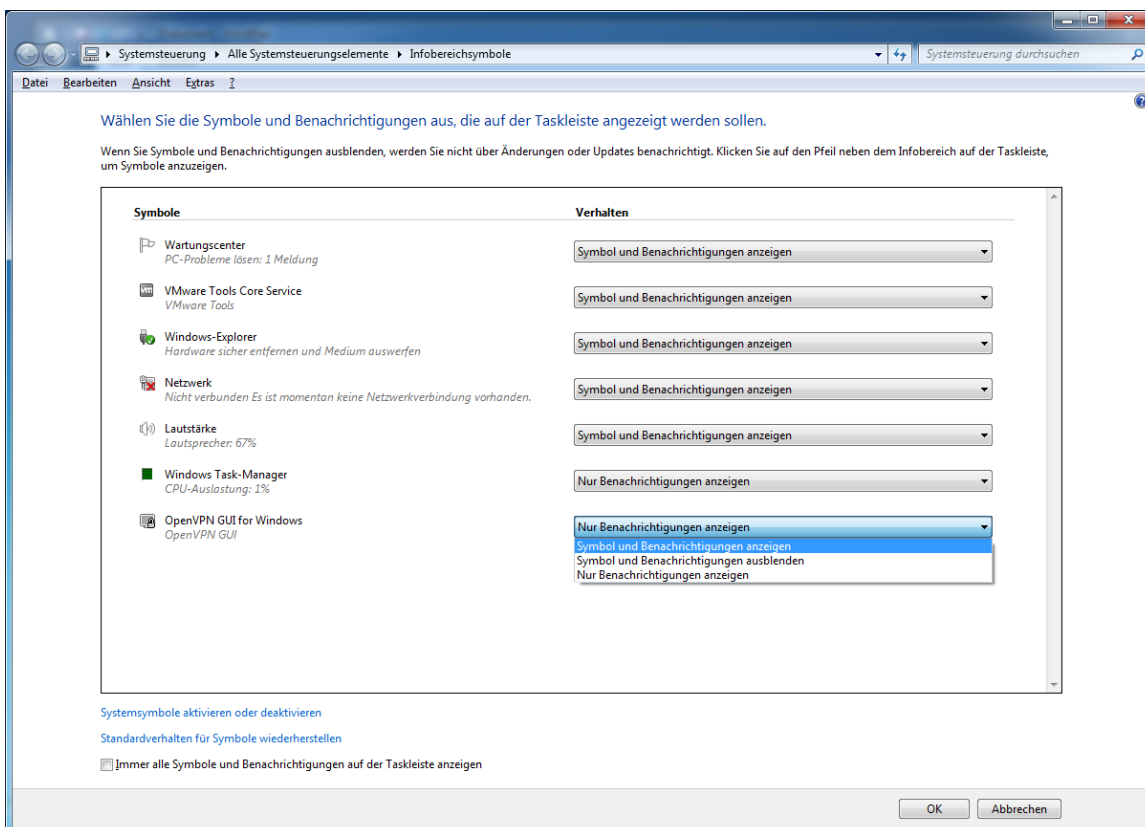 Systemsteuerung Alle Systemsteuerungselemente Infobereichsymbole
Systemsteuerung durchsuchen
Datei Bearbeiten Ansicht Extras ?
Wählen Sie die Symbole und Benachrichtigungen aus, die auf der Taskleiste angezeigt werden sollen.
Wenn Sie Symbole und Benachrichtigungen ausblenden, werden Sie nicht über Änderungen oder Updates benachrichtigt. Klicken Sie auf den Pfeil neben dem Infobereich auf der Taskleiste,
um Symbole anzuzeigen.
Symbole Verhalten
Wartungscenter
PC-Probleme lösen: 1 Meldung
Symbol und Benachrichtigungen anzeigen
VMware Tools Core Service
VMware Tools
Symbol und Benachrichtigungen anzeigen
Windows-Explorer
Hardware sicher entfernen und Medium auswerfen
Symbol und Benachrichtigungen anzeigen
Netzwerk
Nicht verbunden Es ist momentan keine Netzwerkverbindung vorhanden.
Symbol und Benachrichtigungen anzeigen
Lautstärke
Lautsprecher: 67%
Symbol und Benachrichtigungen anzeigen
Windows Task-Manager
CPU-Auslastung: 1%
Nur Benachrichtigungen anzeigen
OpenVPN GUI for Windows
OpenVPN GUI
Nur Benachrichtigungen anzeigen
Symbol und Benachrichtigungen anzeigen
Symbol und Benachrichtigungen ausblenden
Nur Benachrichtigungen anzeigen
Systemsymbole aktivieren oder deaktivieren
Standardverhalten für Symbole wiederherstellen
Immer alle Symbole und Benachrichtigungen auf der Taskleiste anzeigen
OK Abbrechen